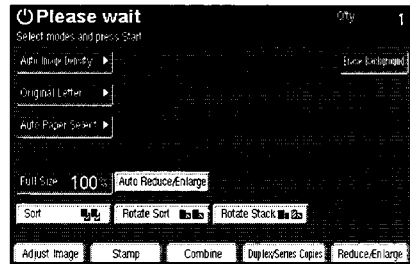 Please wait
Qty 1
Select modes and press Start
Auto Image Density
Erase Background
Original Letter
Auto Paper Select
Full Size 100%
Auto Reduce/Enlarge
Sort
Rotate Sort
Rotate Stack
Adjust Image
Stamp
Combine
Duplex/Series Copies
Reduce/Enlarge